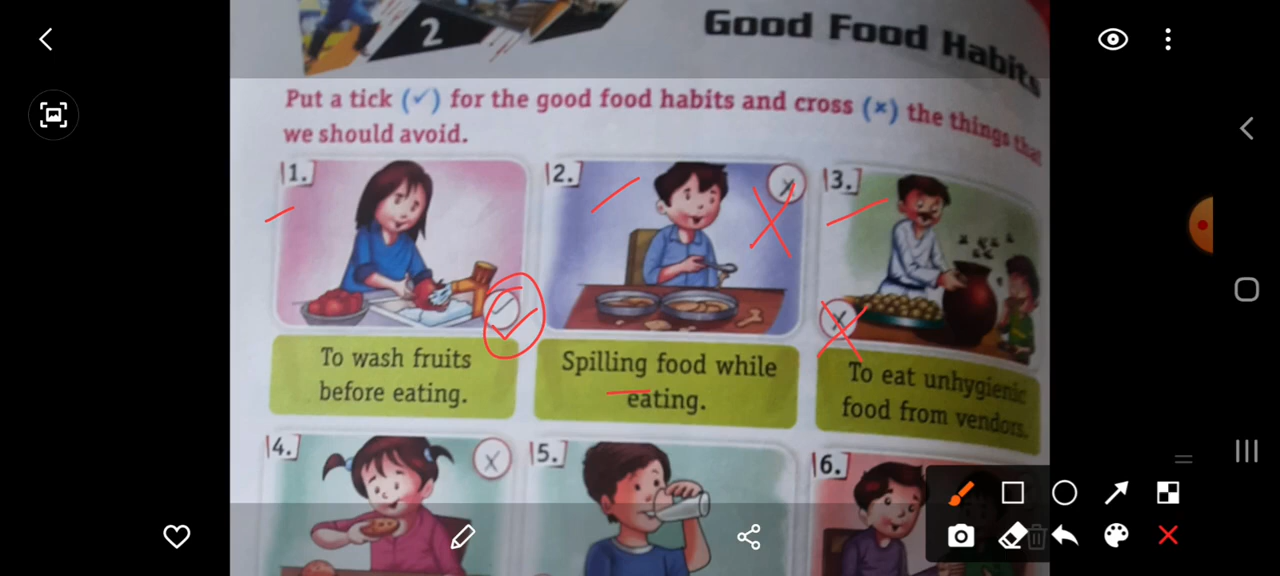 2
Good Food Habits
Put a tick (✓) for the good food habits and cross (×) the things that
we should avoid.
1.
2.
3.
To wash fruits
before eating.
Spilling food while
eating.
To eat unhygienic
food from vendors.
4.
5.
6.